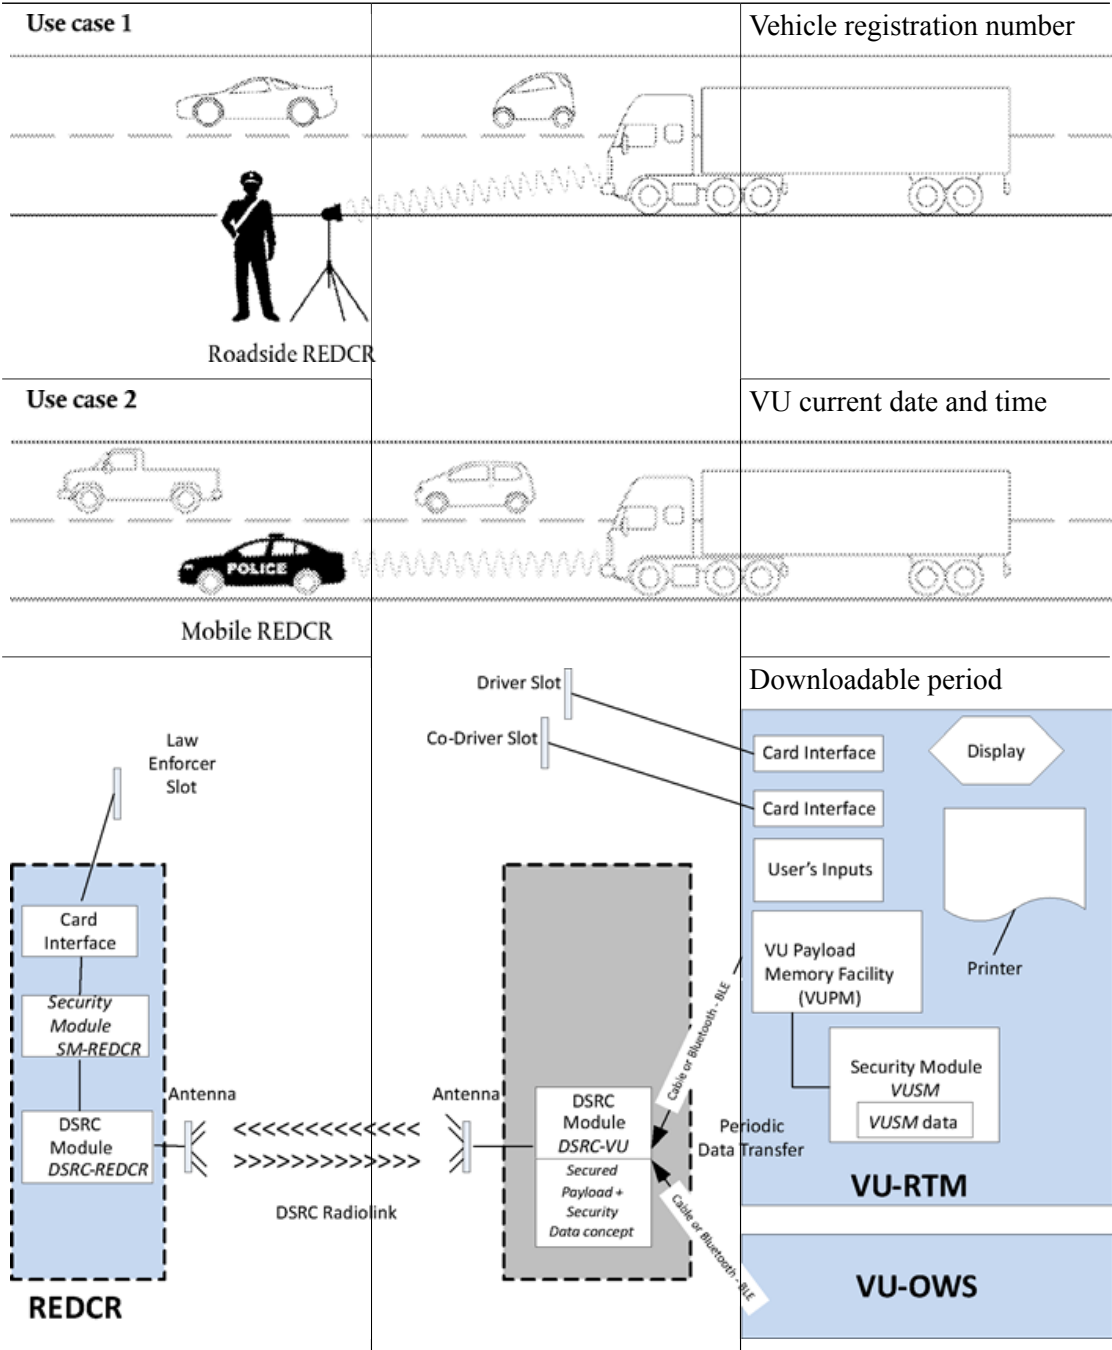 Use case 1
Vehicle registration number
Roadside REDCR
Use case 2
VU current date and time
POLICE
Mobile REDCR
Downloadable period
Driver Slot
Co-Driver Slot
Law
Enforcer
Slot
Card Interface
Display
Card Interface
User's Inputs
Card
Interface
VU Payload
Memory Facility
(VUPM)
Printer
Security
Module
SM-REDCR
Cable or Bluetooth - BLE
Security Module
VUSM
VUSM data
Antenna
Antenna
DSRC
Module
DSRC-REDCR
<<<<<<<<<<<<<
>>>>>>>>>>>>>
DSRC Radiolink
DSRC
Module
DSRC-VU
Secured
Payload +
Security
Data concept
Periodic
Data Transfer
VU-RTM
Cable or Bluetooth - BLE
VU-OWS
REDCR